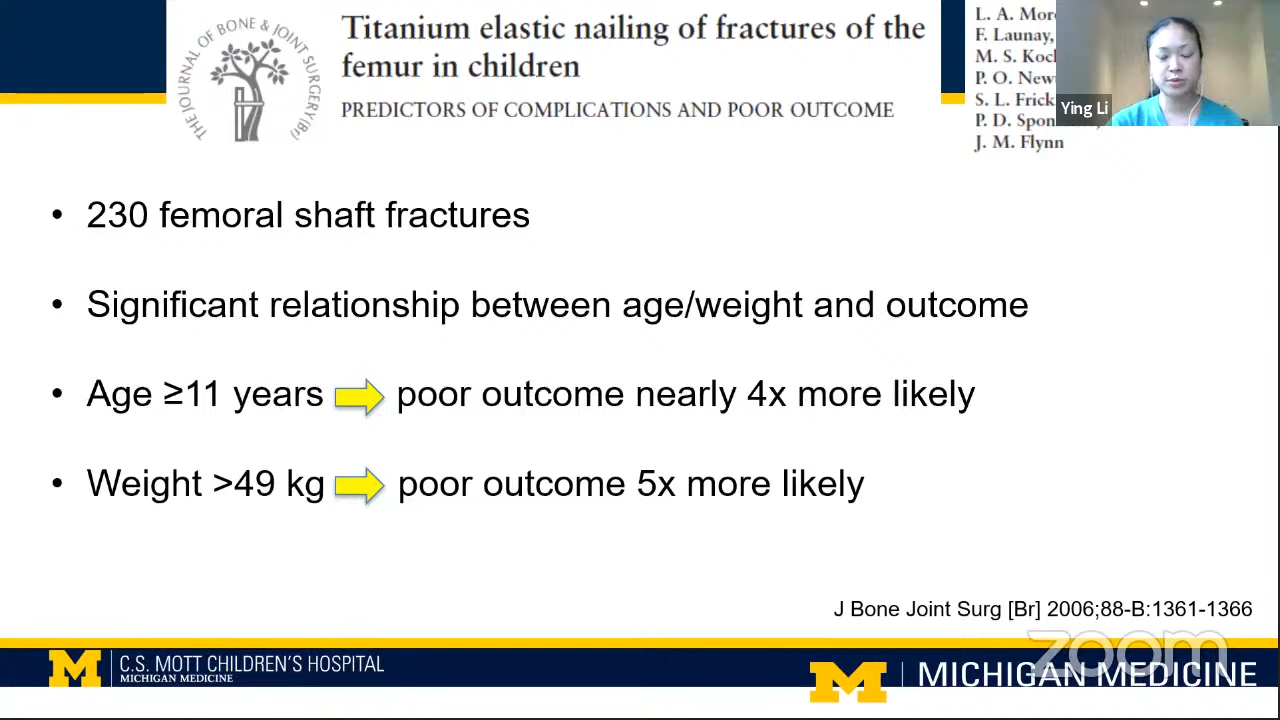 THE JOURNAL OF BONE & JOINT SURGERY (Br)
Titanium elastic nailing of fractures of the
femur in children
PREDICTORS OF COMPLICATIONS AND POOR OUTCOME
L. A.
F. Launay,
M. S.
P. O.
S. L.
P. D.
J. M. Flynn
Ying Li
• 230 femoral shaft fractures
• Significant relationship between age/weight and outcome
• Age ≥11 years poor outcome nearly 4x more likely
• Weight >49 kg poor outcome 5x more likely
J Bone Joint Surg [Br] 2006;88-B:1361-1366
zoom
M C.S. MOTT CHILDREN'S HOSPITAL
MICHIGAN MEDICINE
M MICHIGAN MEDICINE